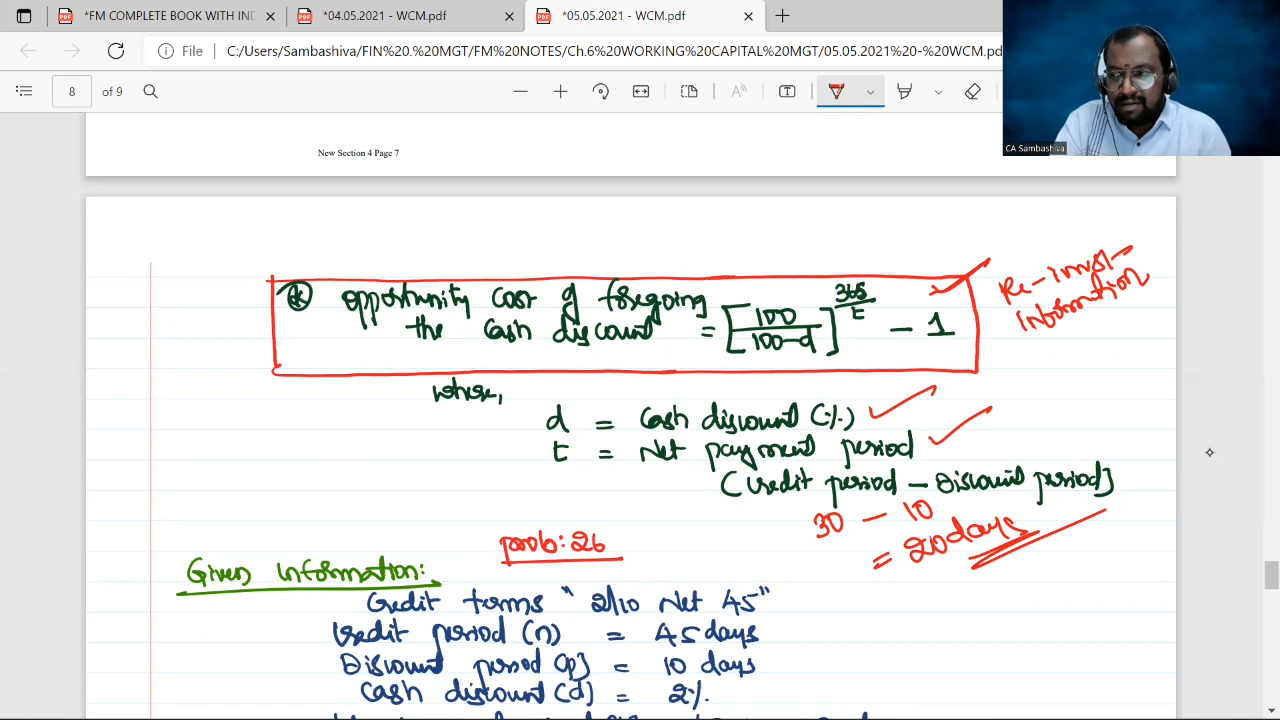 *FM COMPLETE BOOK WITH IND
*04.05.2021 - WCM.pdf
*05.05.2021 - WCM.pdf
File
C:/Users/Sambashiva/FIN%20.%20MGT/FM%20NOTES/Ch.6%20WORKING%20CAPITAL%20MGT/05.05.2021%20-%20WCM.pd
8 of 9
CA Sambashiva
New Section 4 Page 7
opportunity cost of foregoing
the cash discount = [100/100-d]^365/t - 1
information
where,
d = Cash discount (%)
t = Net payment period
(Credit period - Discount period]
30 - 10
= 20 days
prob: 26
Given information:
Credit terms "2/10 Net 45"
Credit period (n) = 45 days
Discount period (p) = 10 days
Cash discount (d) = 2%